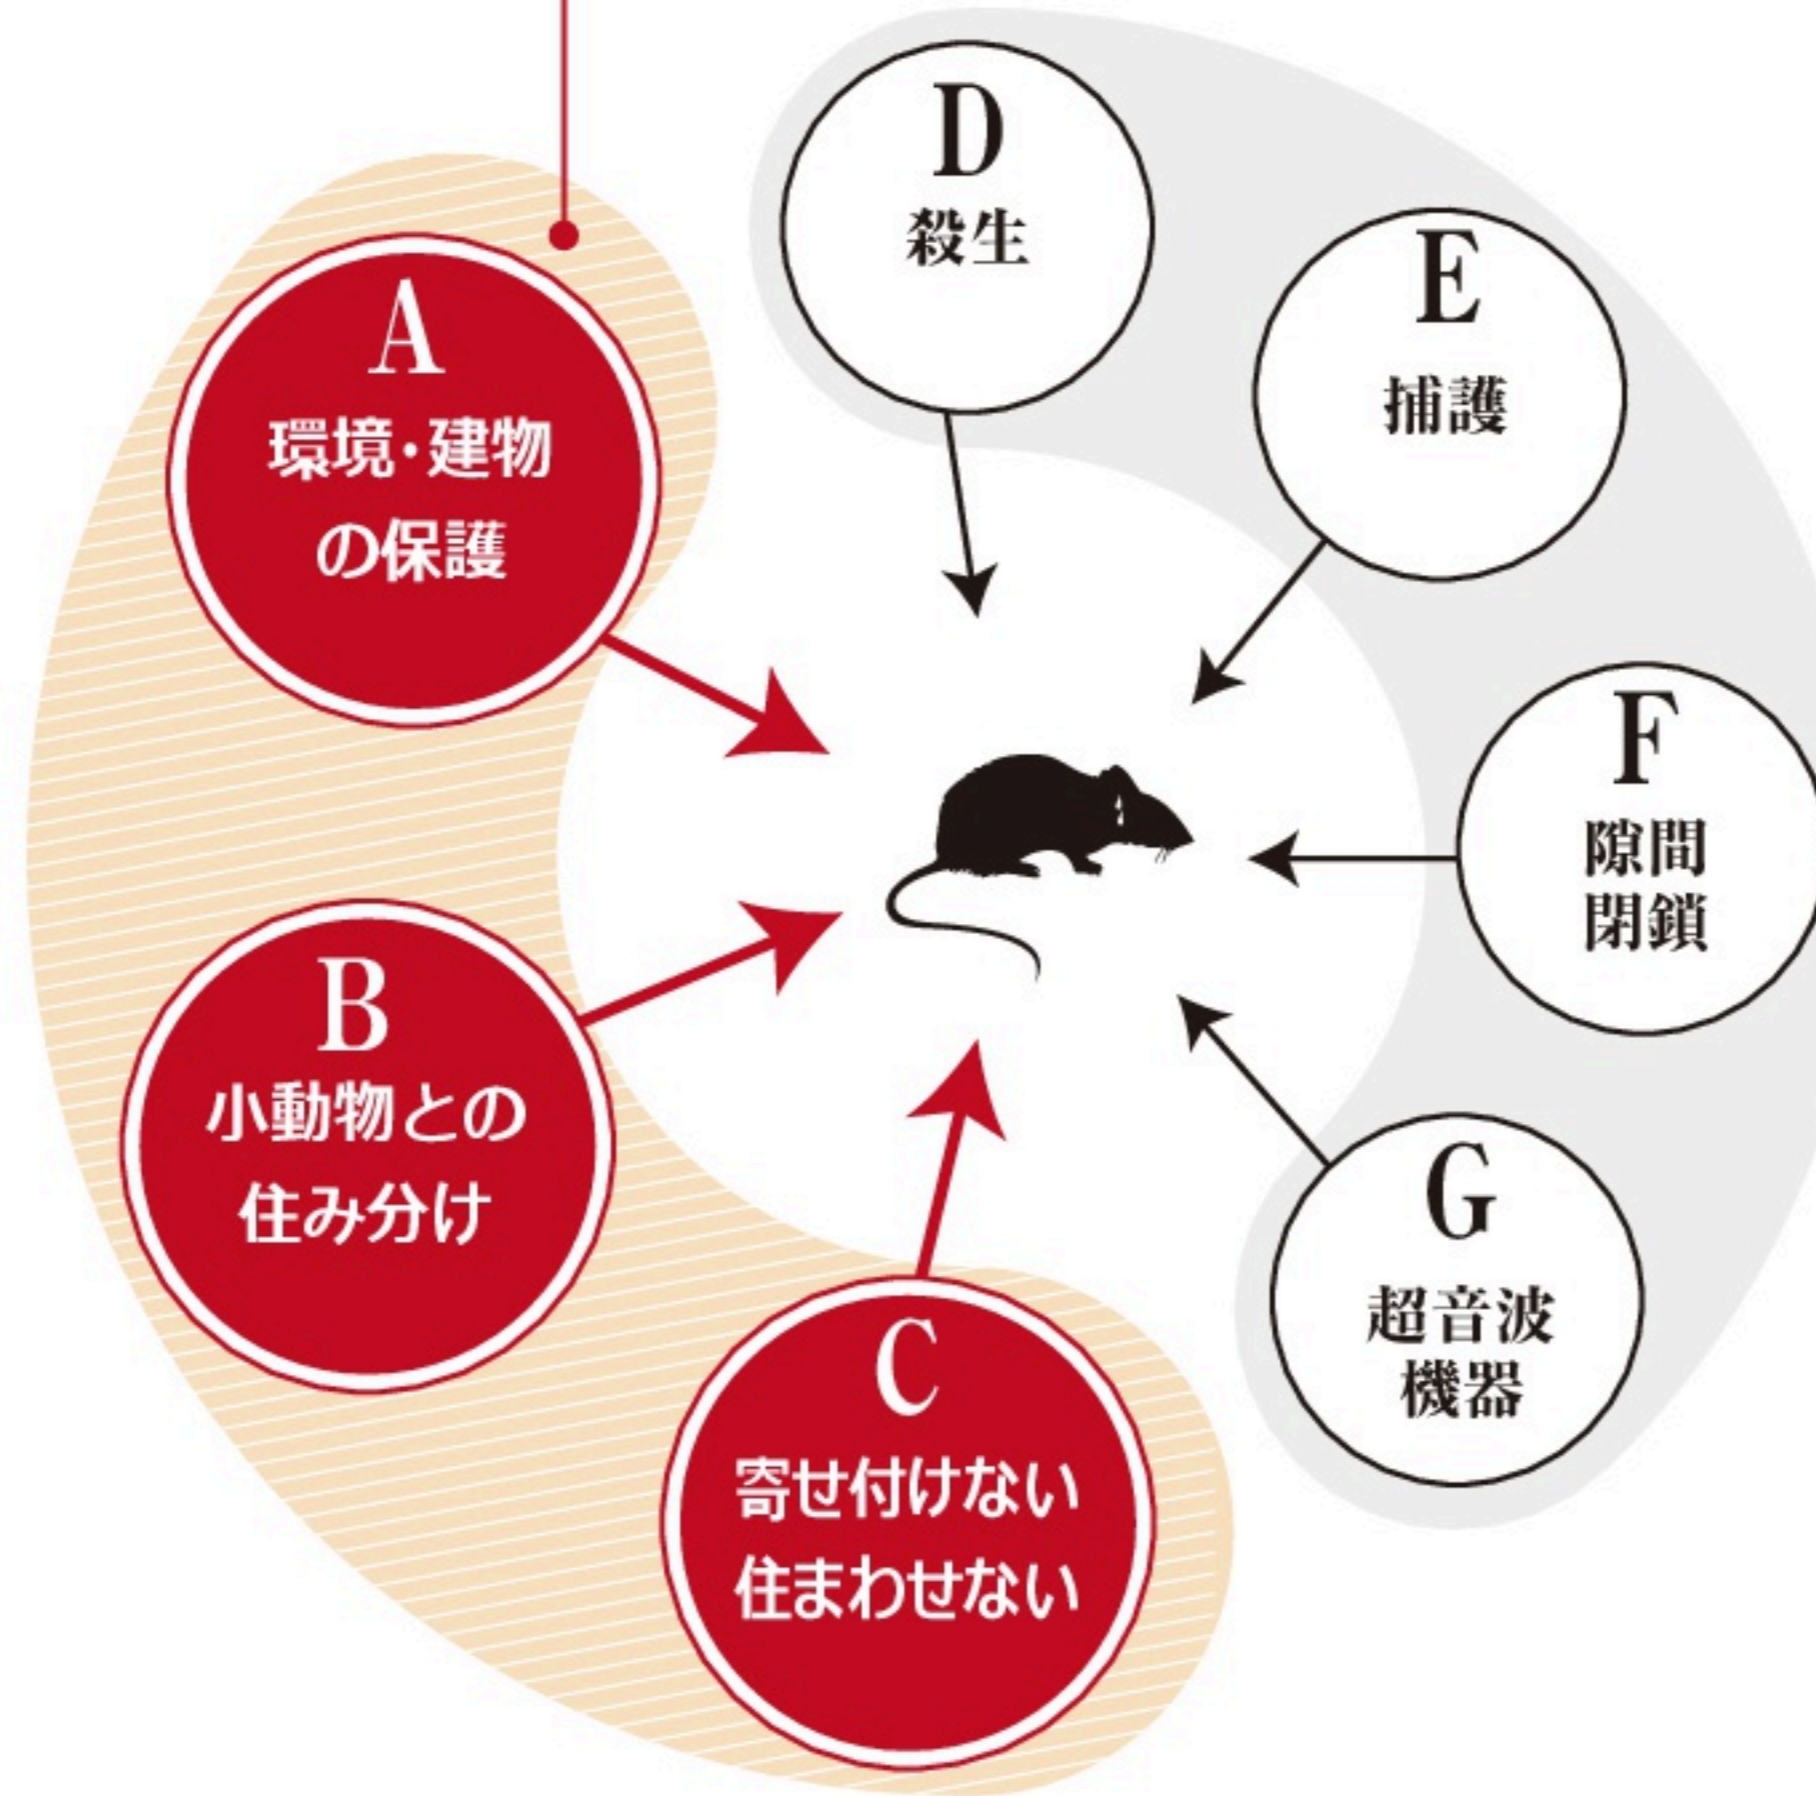 A
環境・建物
の保護
B
小動物との
住み分け
C
寄せ付けない
住まわせない
D
殺生
E
捕護
F
隙間
閉鎖
G
超音波
機器